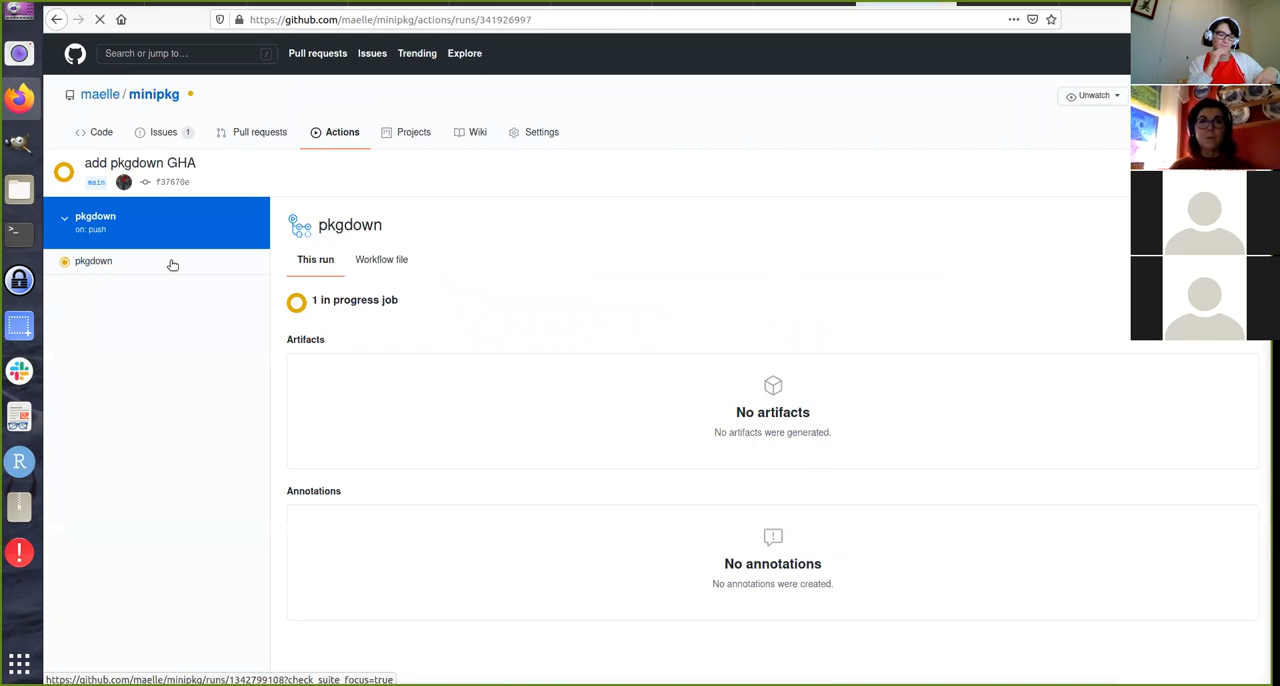 https://github.com/maelle/minipkg/actions/runs/341926997
Search or jump to…
/
Pull requests
Issues
Trending
Explore
maelle / minipkg
Unwatch
<> Code
Issues 1
Pull requests
Actions
Projects
Wiki
Settings
add pkgdown GHA
main
f37670e
pkgdown
on: push
pkgdown
pkgdown
This run
Workflow file
1 in progress job
Artifacts
No artifacts
No artifacts were generated.
Annotations
No annotations
No annotations were created.
R
>_
https://github.com/maelle/minipkg/runs/1342799108?check_suite_focus=true